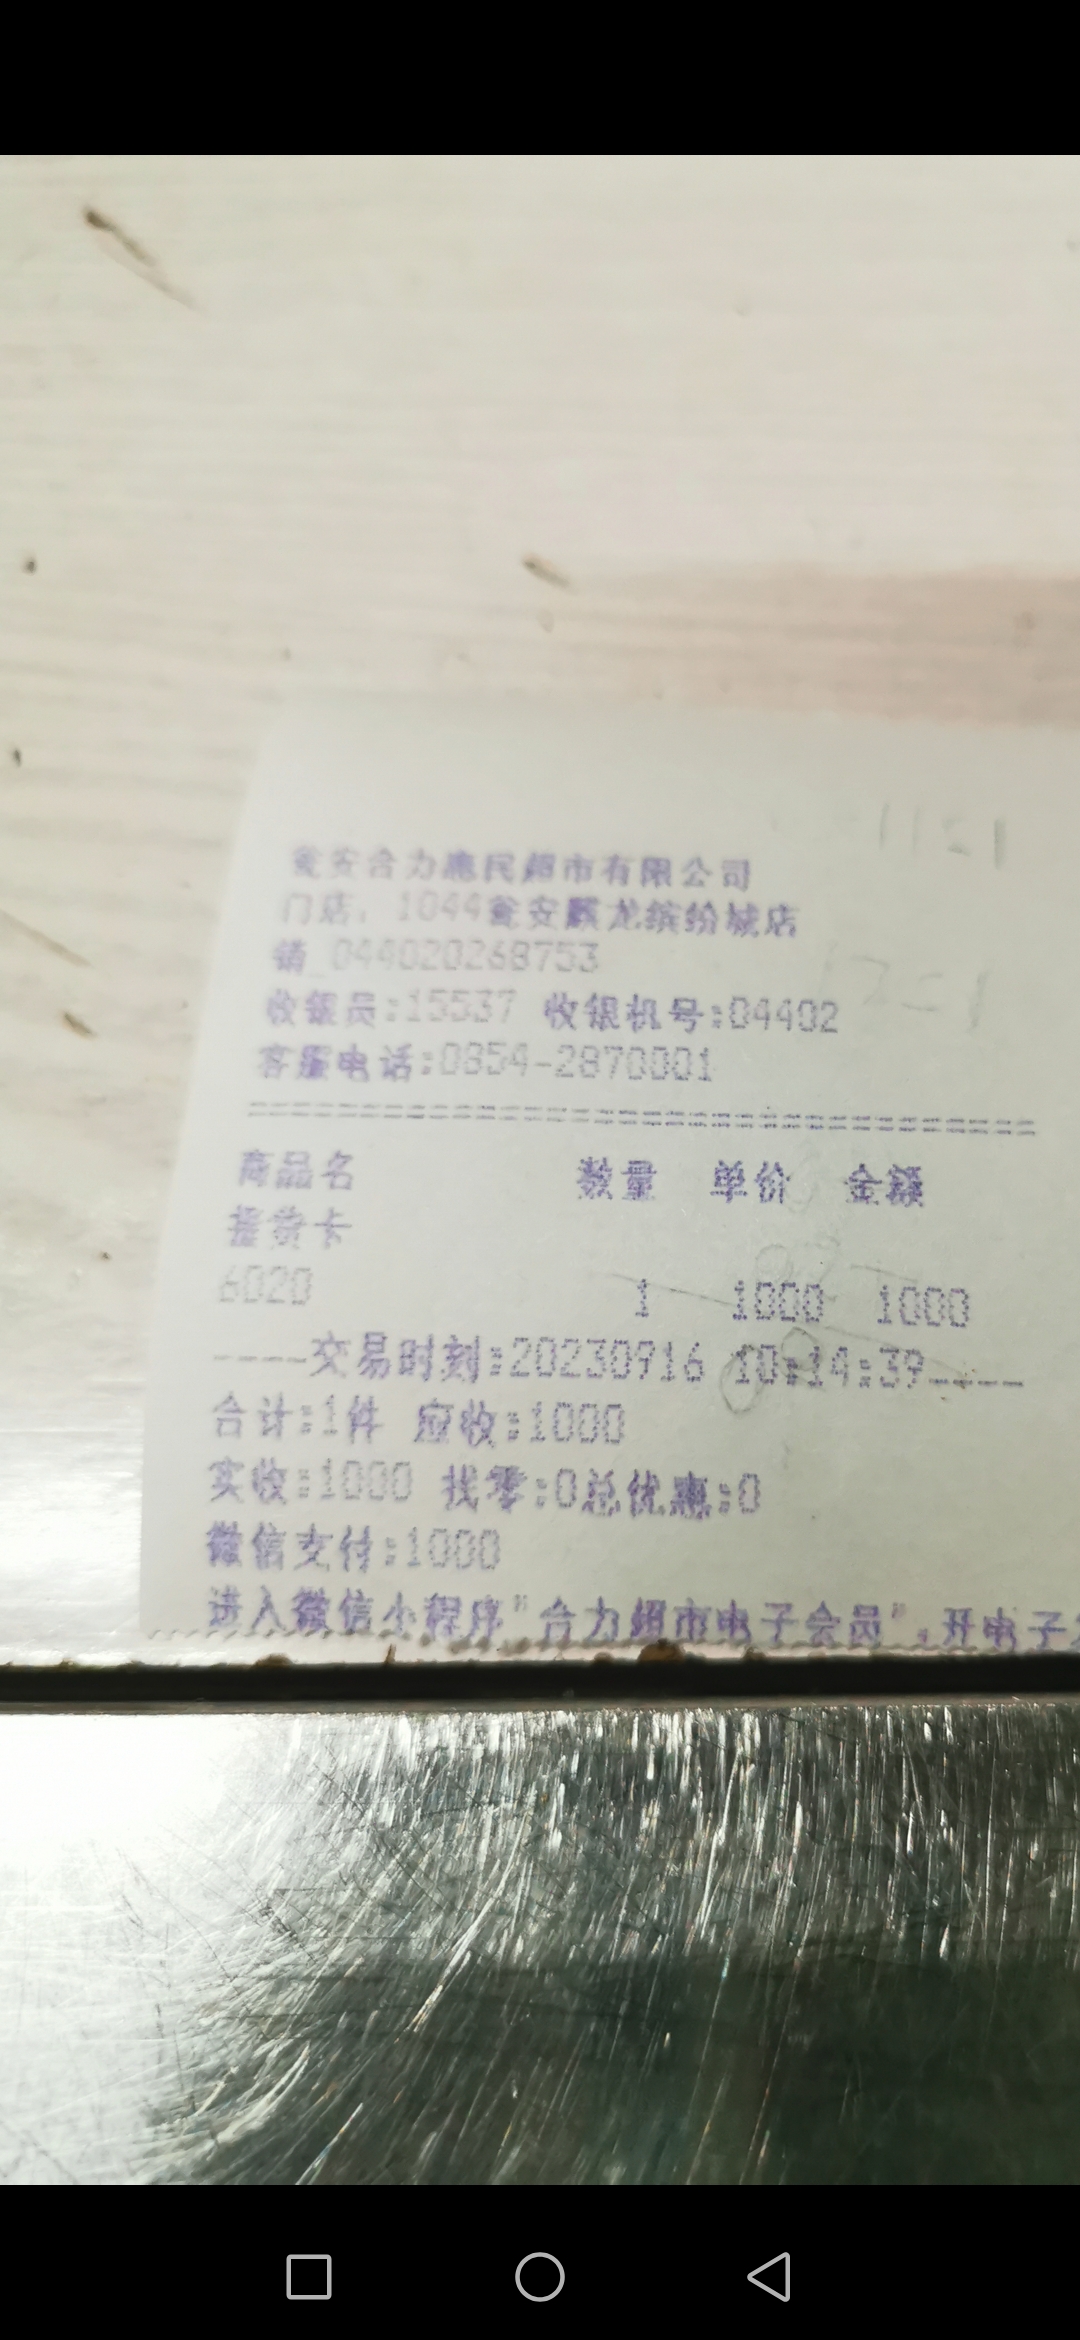 瓮安合力惠民超市有限公司
门店: 1044瓮安麒龙缤纷城店
销_044020268753
收银员:15537 收银机号:04402
客服电话:0854-2870001
商品名 数量 单价 金额
提货卡
6020 1 1000 1000
----交易时刻:20230916 10:14:39----
合计:1件 应收:1000
实收:1000 找零:0总优惠:0
微信支付:1000
进入微信小程序"合力超市电子会员",开电子